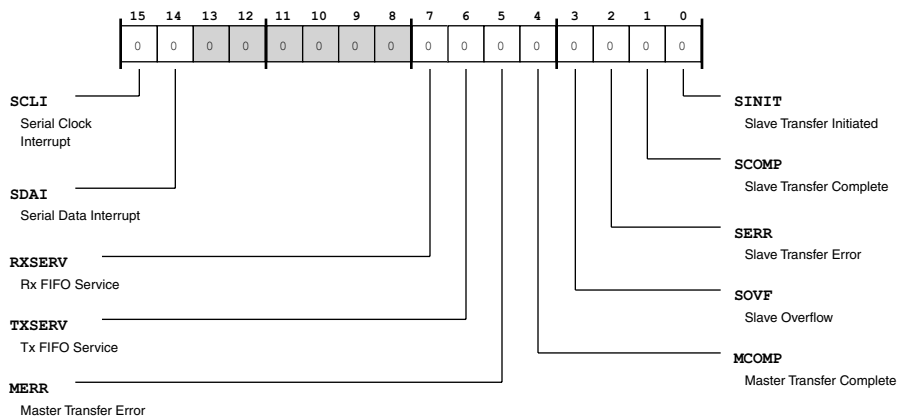 15 14 13 12 11 10 9 8 7 6 5 4 3 2 1 0
0 0 0 0 0 0 0 0 0 0 0 0 0 0 0 0
SCLI
Serial Clock
Interrupt
SDAI
Serial Data Interrupt
RXSERV
Rx FIFO Service
TXSERV
Tx FIFO Service
MERR
Master Transfer Error
SINIT
Slave Transfer Initiated
SCOMP
Slave Transfer Complete
SERR
Slave Transfer Error
SOVF
Slave Overflow
MCOMP
Master Transfer Complete